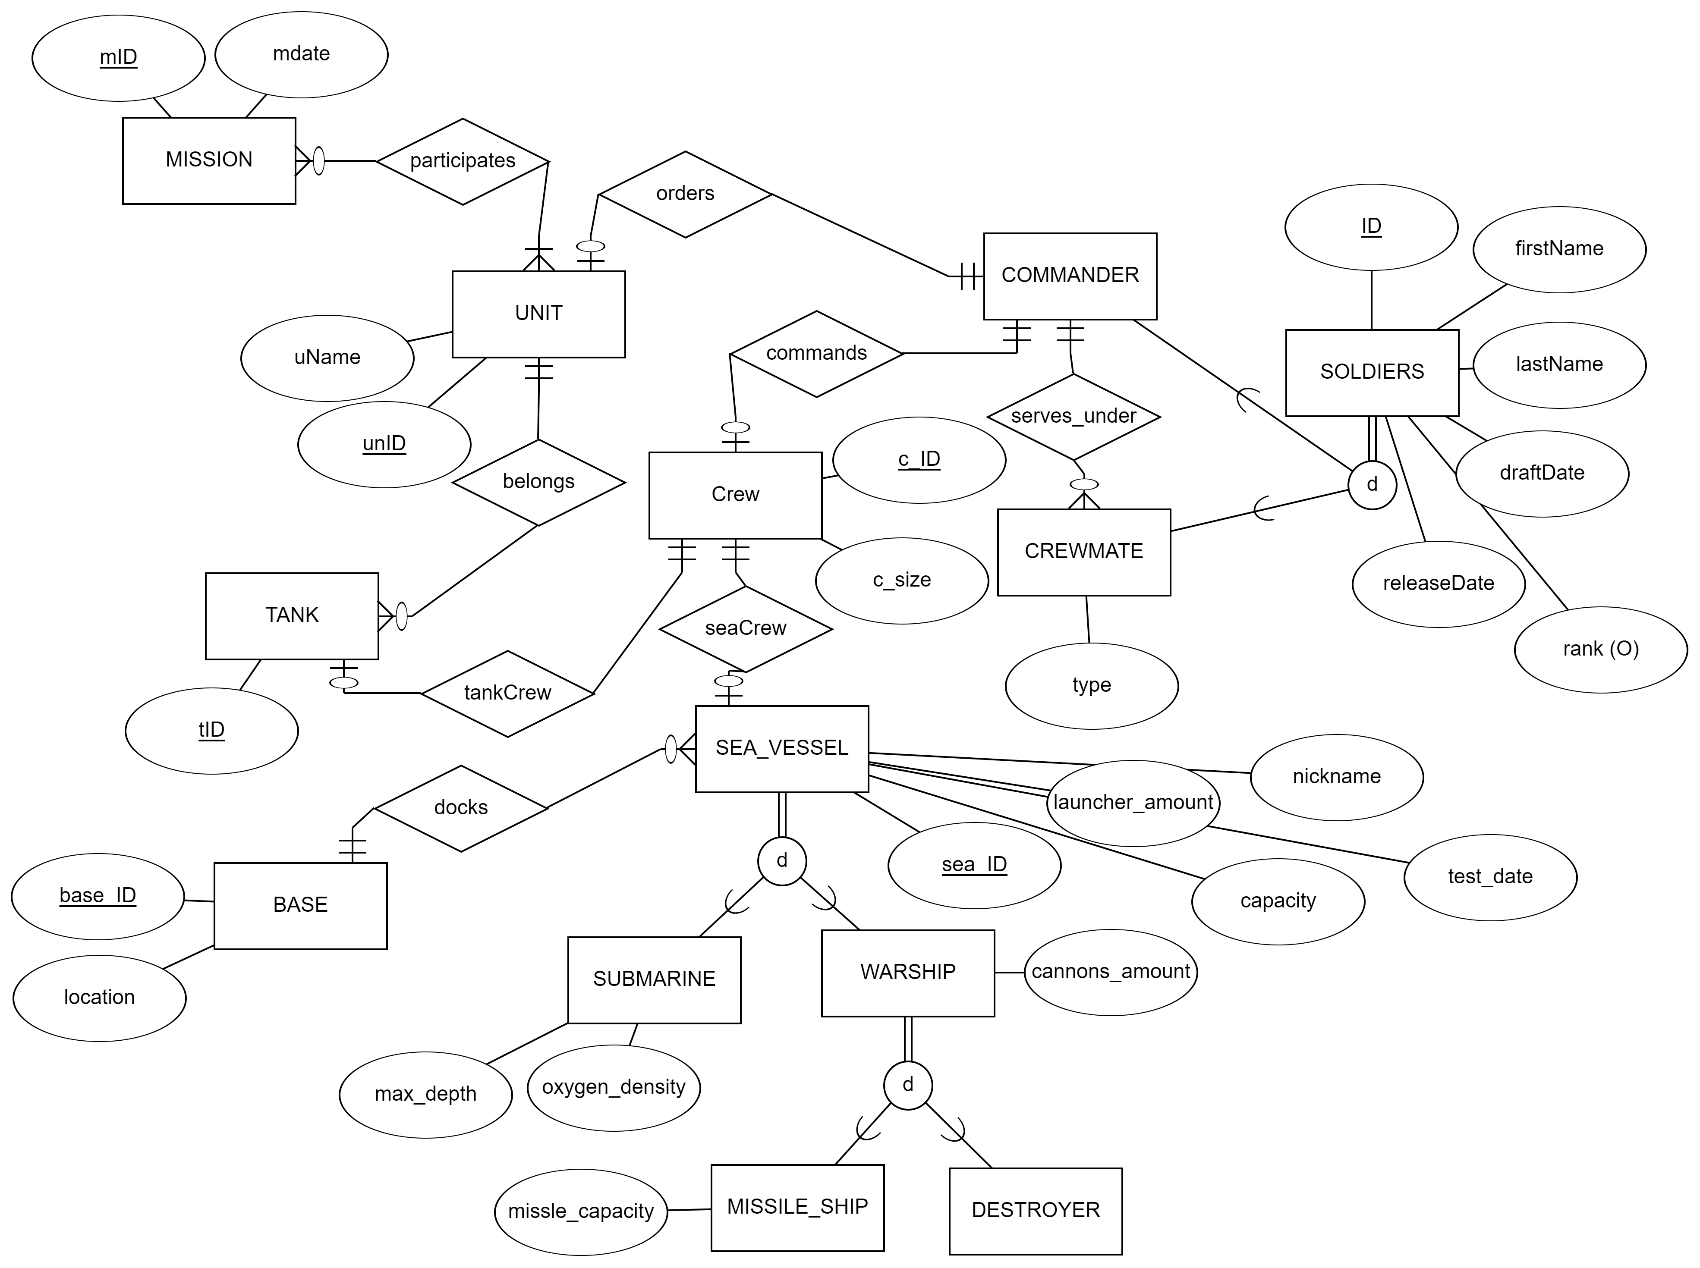 mID
mdate
MISSION
participates
orders
ID
firstName
COMMANDER
UNIT
uName
commands
SOLDIERS
lastName
serves_under
unID
c_ID
belongs
Crew
d
draftDate
CREWMATE
c_size
releaseDate
TANK
seaCrew
rank (O)
tankCrew
type
tID
SEA_VESSEL
nickname
docks
launcher_amount
d
sea_ID
test_date
base_ID
BASE
capacity
location
SUBMARINE
WARSHIP
cannons_amount
max_depth
oxygen_density
d
missle_capacity
MISSILE_SHIP
DESTROYER